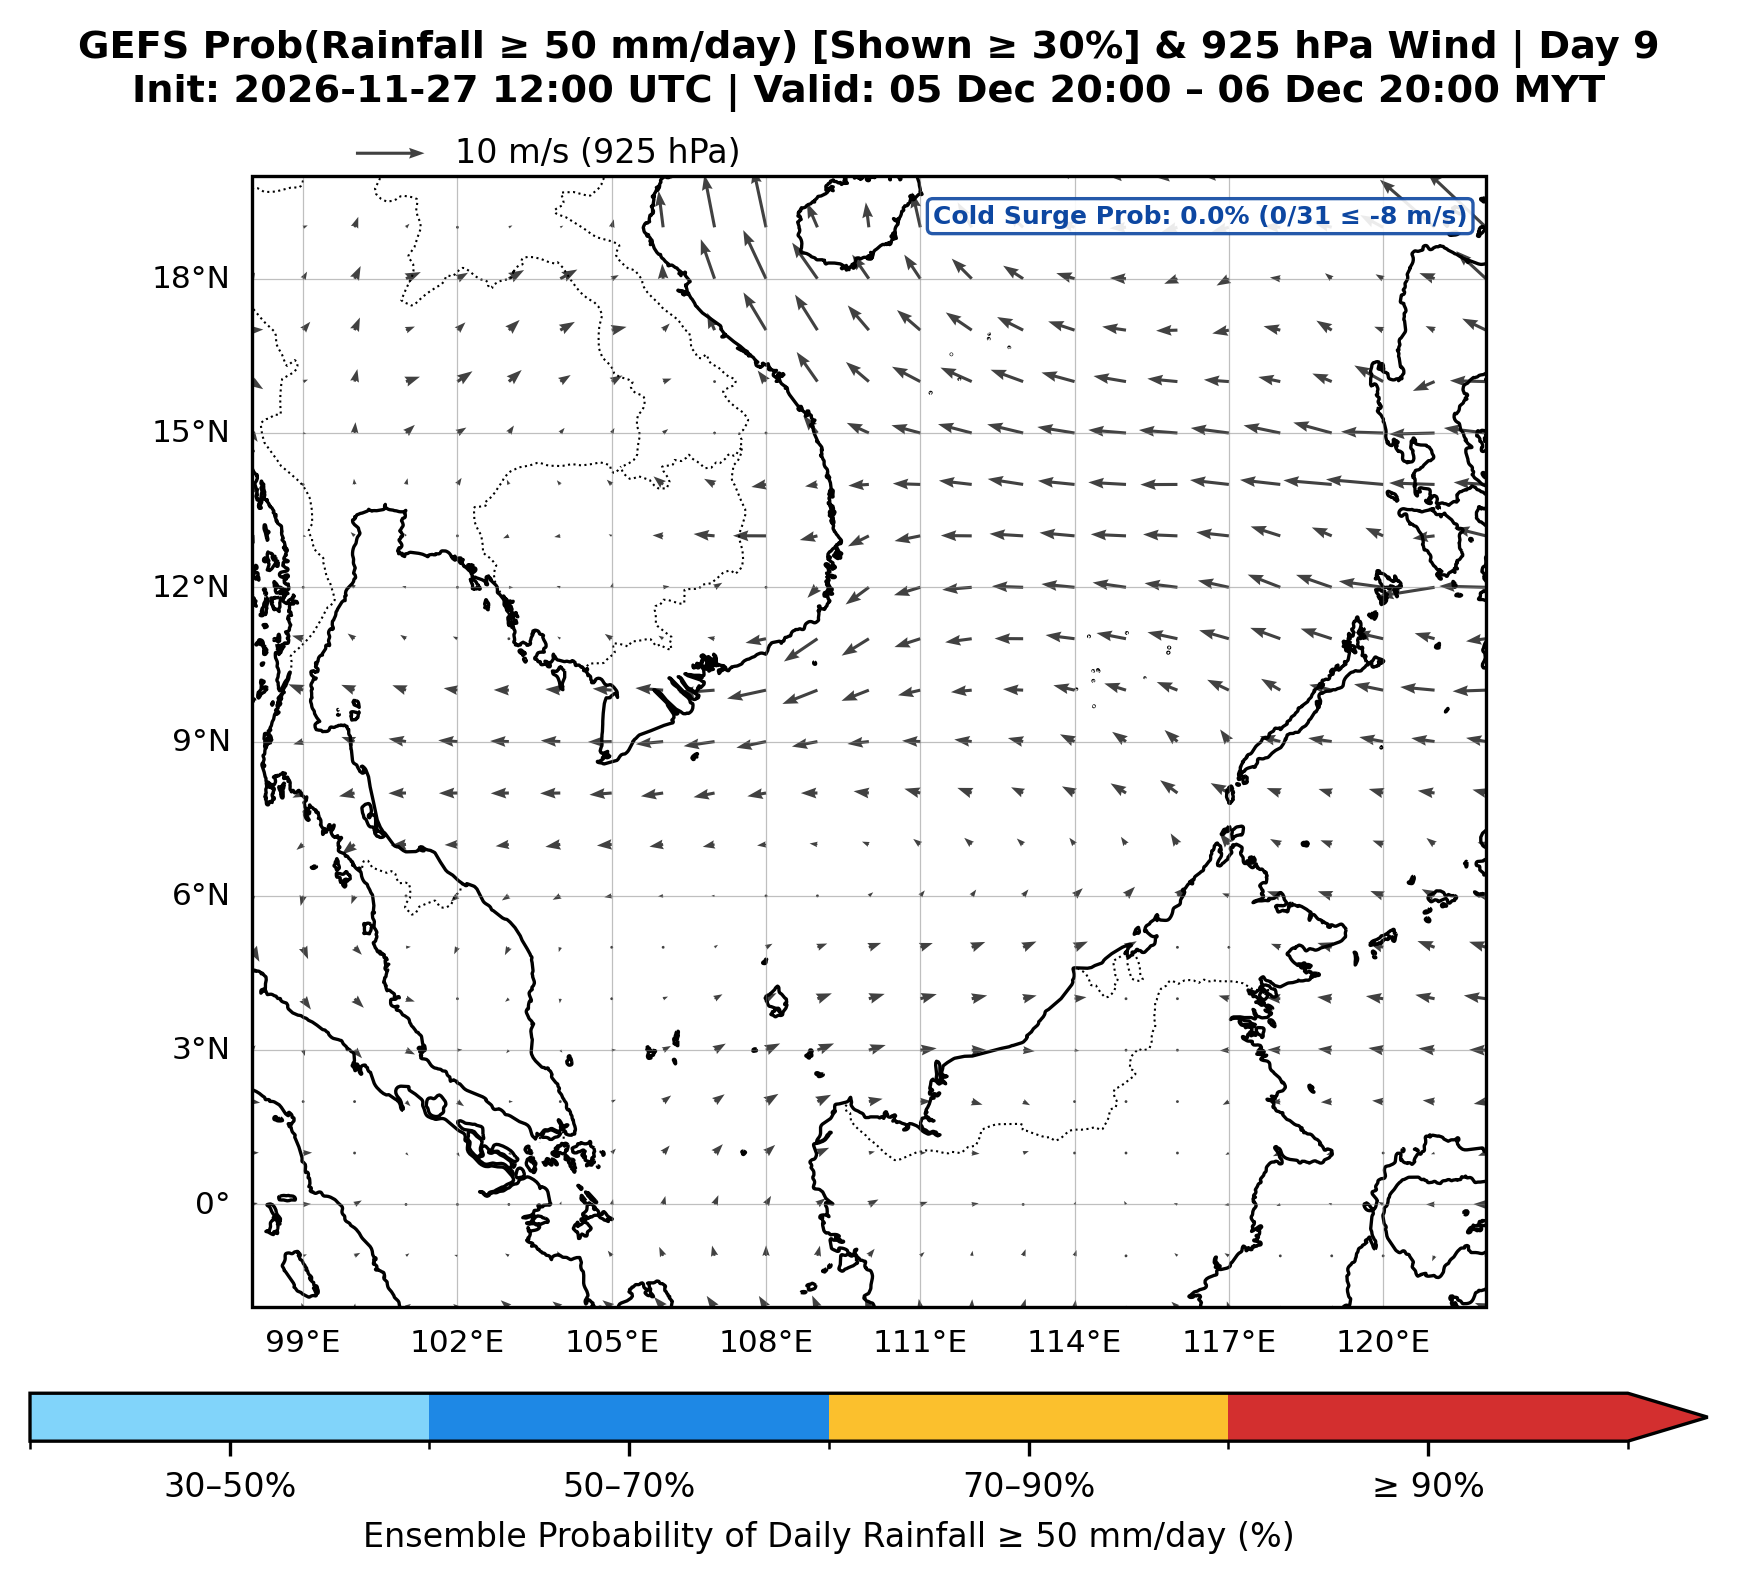 GEFS Prob(Rainfall ≥ 50 mm/day) [Shown ≥ 30%] & 925 hPa Wind | Day 9
Init: 2026-11-27 12:00 UTC | Valid: 05 Dec 20:00 – 06 Dec 20:00 MYT
10 m/s (925 hPa)
Cold Surge Prob: 0.0% (0/31 ≤ -8 m/s)
18°N
15°N
12°N
9°N
6°N
3°N
0°
99°E 102°E 105°E 108°E 111°E 114°E 117°E 120°E
30–50% 50–70% 70–90% ≥ 90%
Ensemble Probability of Daily Rainfall ≥ 50 mm/day (%)